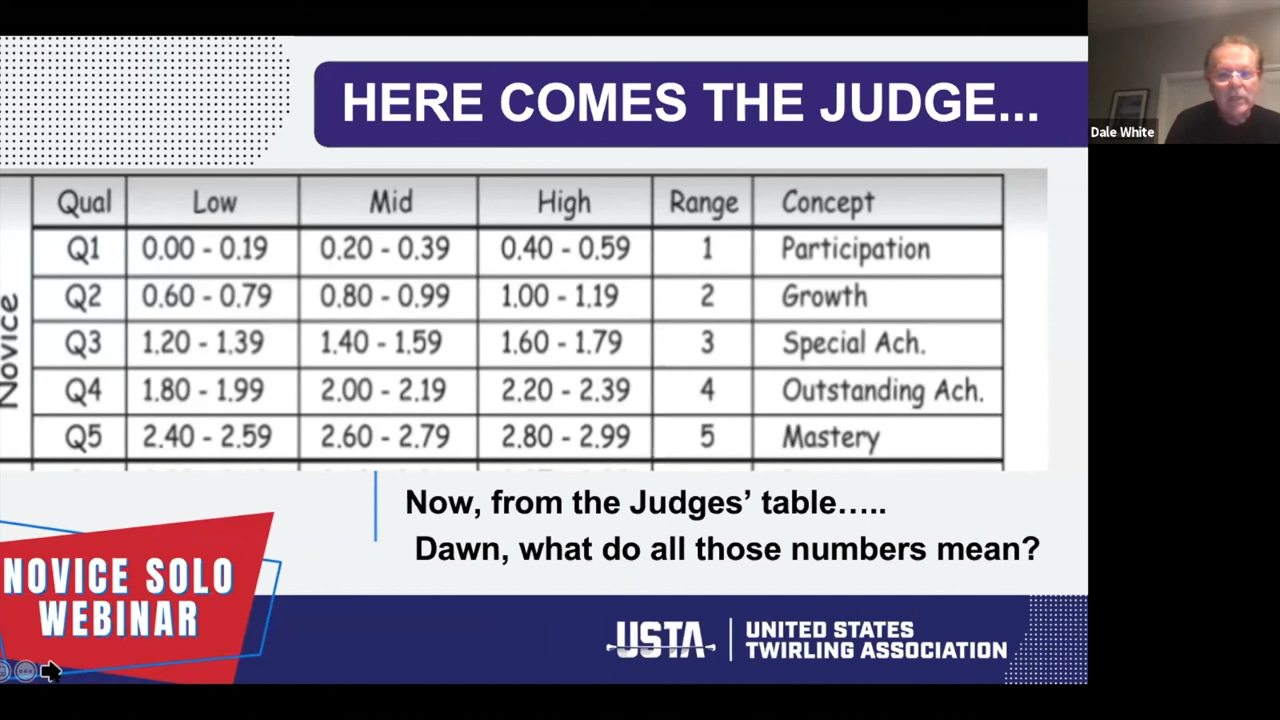 HERE COMES THE JUDGE...
Dale White
Novice
Qual Low Mid High Range Concept
Q1 0.00 - 0.19 0.20 - 0.39 0.40 - 0.59 1 Participation
Q2 0.60 - 0.79 0.80 - 0.99 1.00 - 1.19 2 Growth
Q3 1.20 - 1.39 1.40 - 1.59 1.60 - 1.79 3 Special Ach.
Q4 1.80 - 1.99 2.00 - 2.19 2.20 - 2.39 4 Outstanding Ach.
Q5 2.40 - 2.59 2.60 - 2.79 2.80 - 2.99 5 Mastery
Now, from the Judges’ table…..
Dawn, what do all those numbers mean?
NOVICE SOLO
WEBINAR
USTA
UNITED STATES
TWIRLING ASSOCIATION